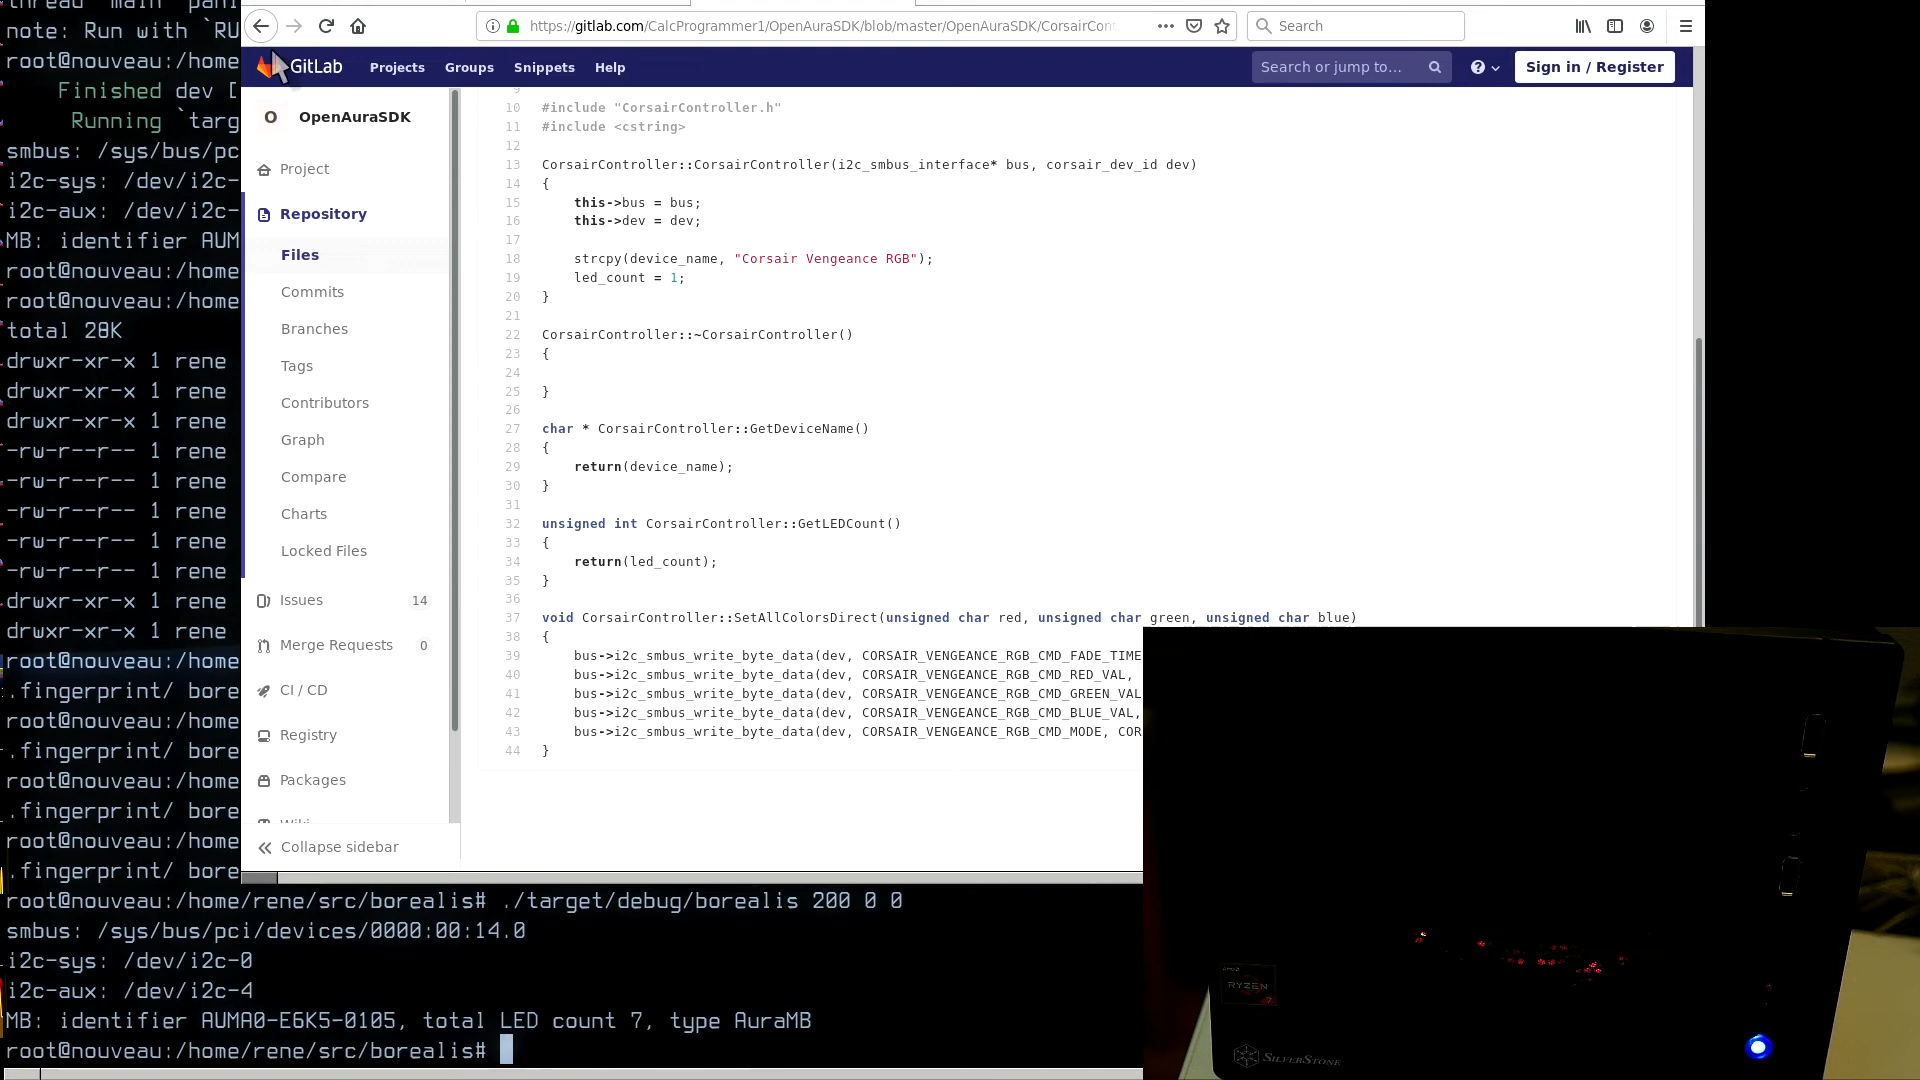 thread 'main' pani
note: Run with `RU
root@nouveau:/home
Finished dev [
Running `targ
smbus: /sys/bus/pc
i2c-sys: /dev/i2c-
i2c-aux: /dev/i2c-
MB: identifier AUM
root@nouveau:/home
root@nouveau:/home
total 28K
drwxr-xr-x 1 rene
drwxr-xr-x 1 rene
drwxr-xr-x 1 rene
-rw-r--r-- 1 rene
-rw-r--r-- 1 rene
-rw-r--r-- 1 rene
-rw-r--r-- 1 rene
-rw-r--r-- 1 rene
drwxr-xr-x 1 rene
drwxr-xr-x 1 rene
root@nouveau:/home
.fingerprint/ bore
root@nouveau:/home
.fingerprint/ bore
root@nouveau:/home
.fingerprint/ bore
root@nouveau:/home
.fingerprint/ bore
root@nouveau:/home/rene/src/borealis# ./target/debug/borealis 200 0 0
smbus: /sys/bus/pci/devices/0000:00:14.0
i2c-sys: /dev/i2c-0
i2c-aux: /dev/i2c-4
MB: identifier AUMA0-E6K5-0105, total LED count 7, type AuraMB
root@nouveau:/home/rene/src/borealis#
https://gitlab.com/CalcProgrammer1/OpenAuraSDK/blob/master/OpenAuraSDK/CorsairCont
Search
GitLab
Projects
Groups
Snippets
Help
Search or jump to...
Sign in / Register
O OpenAuraSDK
Project
Repository
Files
Commits
Branches
Tags
Contributors
Graph
Compare
Charts
Locked Files
Issues 14
Merge Requests 0
CI / CD
Registry
Packages
Wiki
Collapse sidebar
9
10 #include "CorsairController.h"
11 #include <cstring>
12
13 CorsairController::CorsairController(i2c_smbus_interface* bus, corsair_dev_id dev)
14 {
15 this->bus = bus;
16 this->dev = dev;
17
18 strcpy(device_name, "Corsair Vengeance RGB");
19 led_count = 1;
20 }
21
22 CorsairController::~CorsairController()
23 {
24
25 }
26
27 char * CorsairController::GetDeviceName()
28 {
29 return(device_name);
30 }
31
32 unsigned int CorsairController::GetLEDCount()
33 {
34 return(led_count);
35 }
36
37 void CorsairController::SetAllColorsDirect(unsigned char red, unsigned char green, unsigned char blue)
38 {
39 bus->i2c_smbus_write_byte_data(dev, CORSAIR_VENGEANCE_RGB_CMD_FADE_TIME
40 bus->i2c_smbus_write_byte_data(dev, CORSAIR_VENGEANCE_RGB_CMD_RED_VAL,
41 bus->i2c_smbus_write_byte_data(dev, CORSAIR_VENGEANCE_RGB_CMD_GREEN_VAL
42 bus->i2c_smbus_write_byte_data(dev, CORSAIR_VENGEANCE_RGB_CMD_BLUE_VAL,
43 bus->i2c_smbus_write_byte_data(dev, CORSAIR_VENGEANCE_RGB_CMD_MODE, COR
44 }
AMD
RYZEN
7
SILVERSTONE